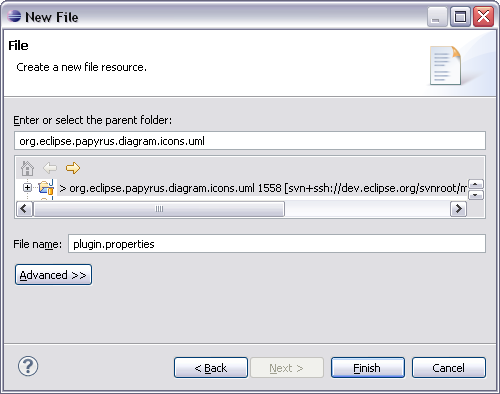 New File
File
Create a new file resource.
Enter or select the parent folder:
org.eclipse.papyrus.diagram.icons.uml
> org.eclipse.papyrus.diagram.icons.uml 1558 [svn+ssh://dev.eclipse.org/svnroot/m
File name: plugin.properties
Advanced >>
? < Back Next > Finish Cancel